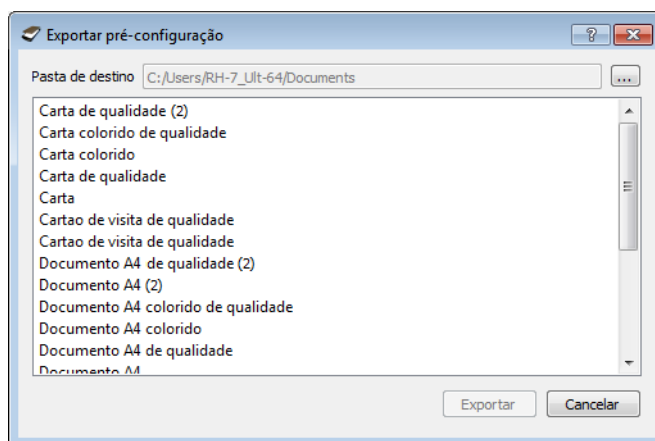 Exportar pré-configuração
Pasta de destino C:/Users/RH-7_Ult-64/Documents ...
Carta de qualidade (2)
Carta colorido de qualidade
Carta colorido
Carta de qualidade
Carta
Cartao de visita de qualidade
Cartao de visita de qualidade
Documento A4 de qualidade (2)
Documento A4 (2)
Documento A4 colorido de qualidade
Documento A4 colorido
Documento A4 de qualidade
Documento A4
Exportar Cancelar